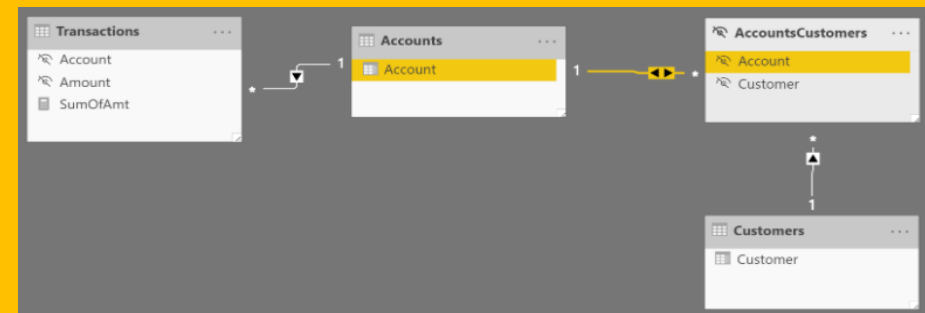 Transactions ...
Account
Amount
SumOfAmt
* 1
Accounts ...
Account
1 *
AccountsCustomers ...
Account
Customer
*
1
Customers ...
Customer